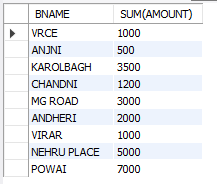 BNAME SUM(AMOUNT)
VRCE 1000
ANJNI 500
KAROLBAGH 3500
CHANDNI 1200
MG ROAD 3000
ANDHERI 2000
VIRAR 1000
NEHRU PLACE 5000
POWAI 7000